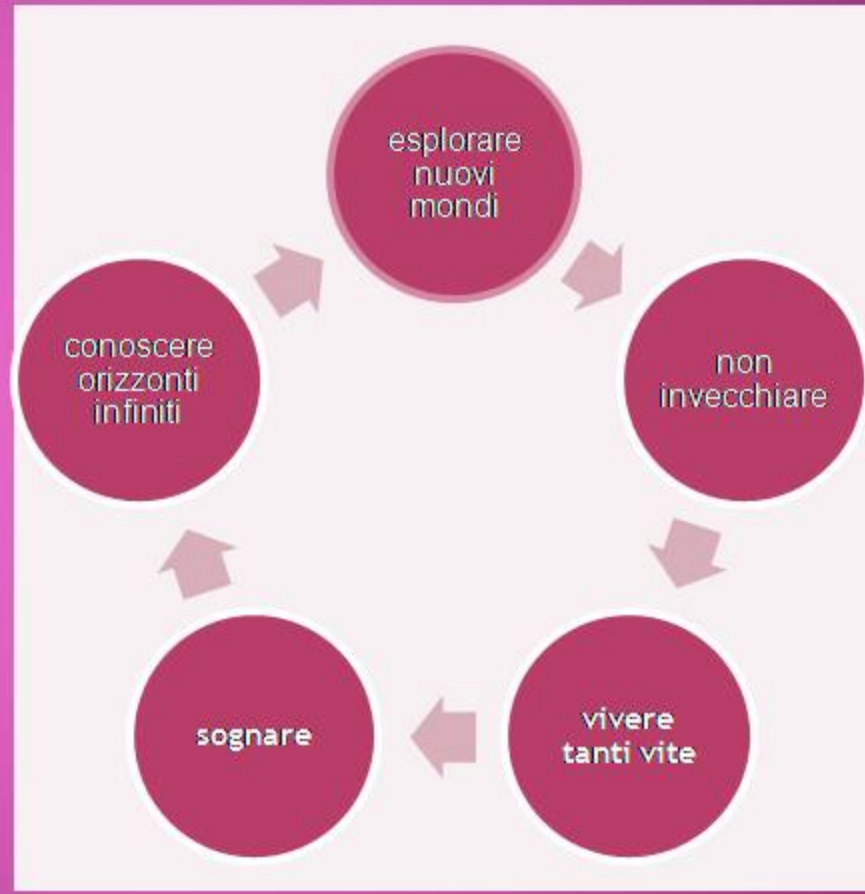 esplorare
nuovi
mondi
non
invecchiare
vivere
tanti vite
sognare
conoscere
orizzonti
infiniti